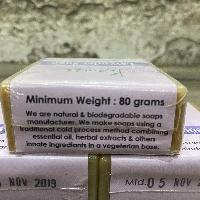 Minimum Weight : 80 grams
We are natural & biodegradable soaps
manufacturer. We make soaps using a
traditional cold process method combining
essential oil, herbal extracts & others
innate ingredients in a vegetarian base.
NOV 2019
Mfd. 05 NOV 2